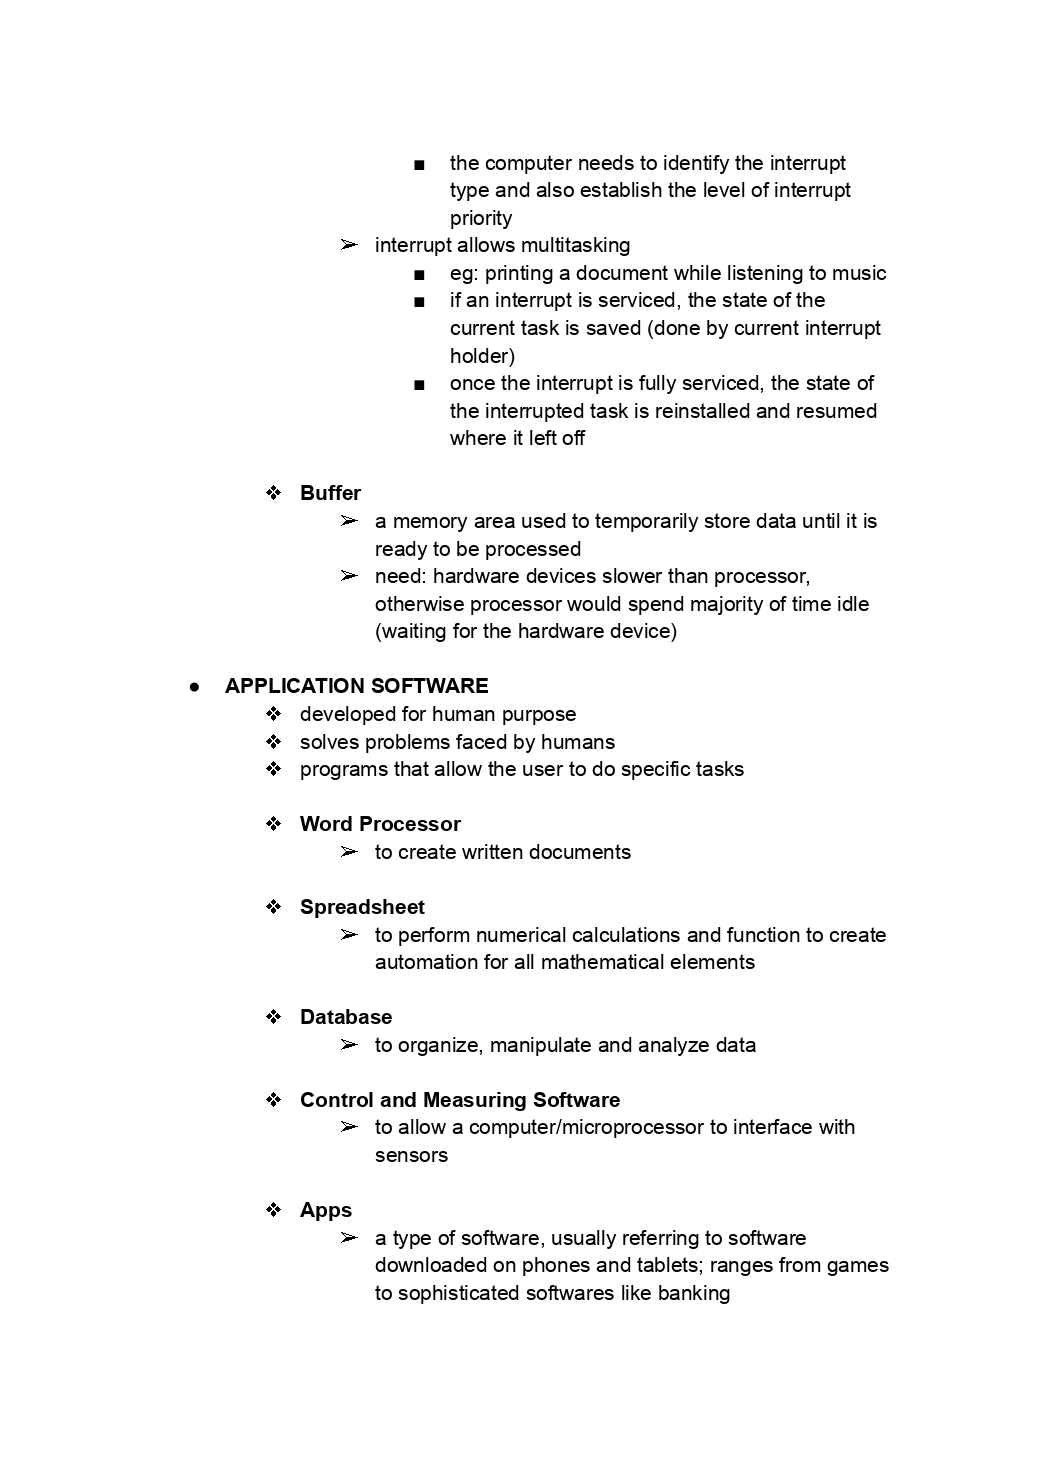 ■ the computer needs to identify the interrupt
type and also establish the level of interrupt
priority
➢ interrupt allows multitasking
■ eg: printing a document while listening to music
■ if an interrupt is serviced, the state of the
current task is saved (done by current interrupt
holder)
■ once the interrupt is fully serviced, the state of
the interrupted task is reinstalled and resumed
where it left off
❖ Buffer
➢ a memory area used to temporarily store data until it is
ready to be processed
➢ need: hardware devices slower than processor,
otherwise processor would spend majority of time idle
(waiting for the hardware device)
● APPLICATION SOFTWARE
❖ developed for human purpose
❖ solves problems faced by humans
❖ programs that allow the user to do specific tasks
❖ Word Processor
➢ to create written documents
❖ Spreadsheet
➢ to perform numerical calculations and function to create
automation for all mathematical elements
❖ Database
➢ to organize, manipulate and analyze data
❖ Control and Measuring Software
➢ to allow a computer/microprocessor to interface with
sensors
❖ Apps
➢ a type of software, usually referring to software
downloaded on phones and tablets; ranges from games
to sophisticated softwares like banking